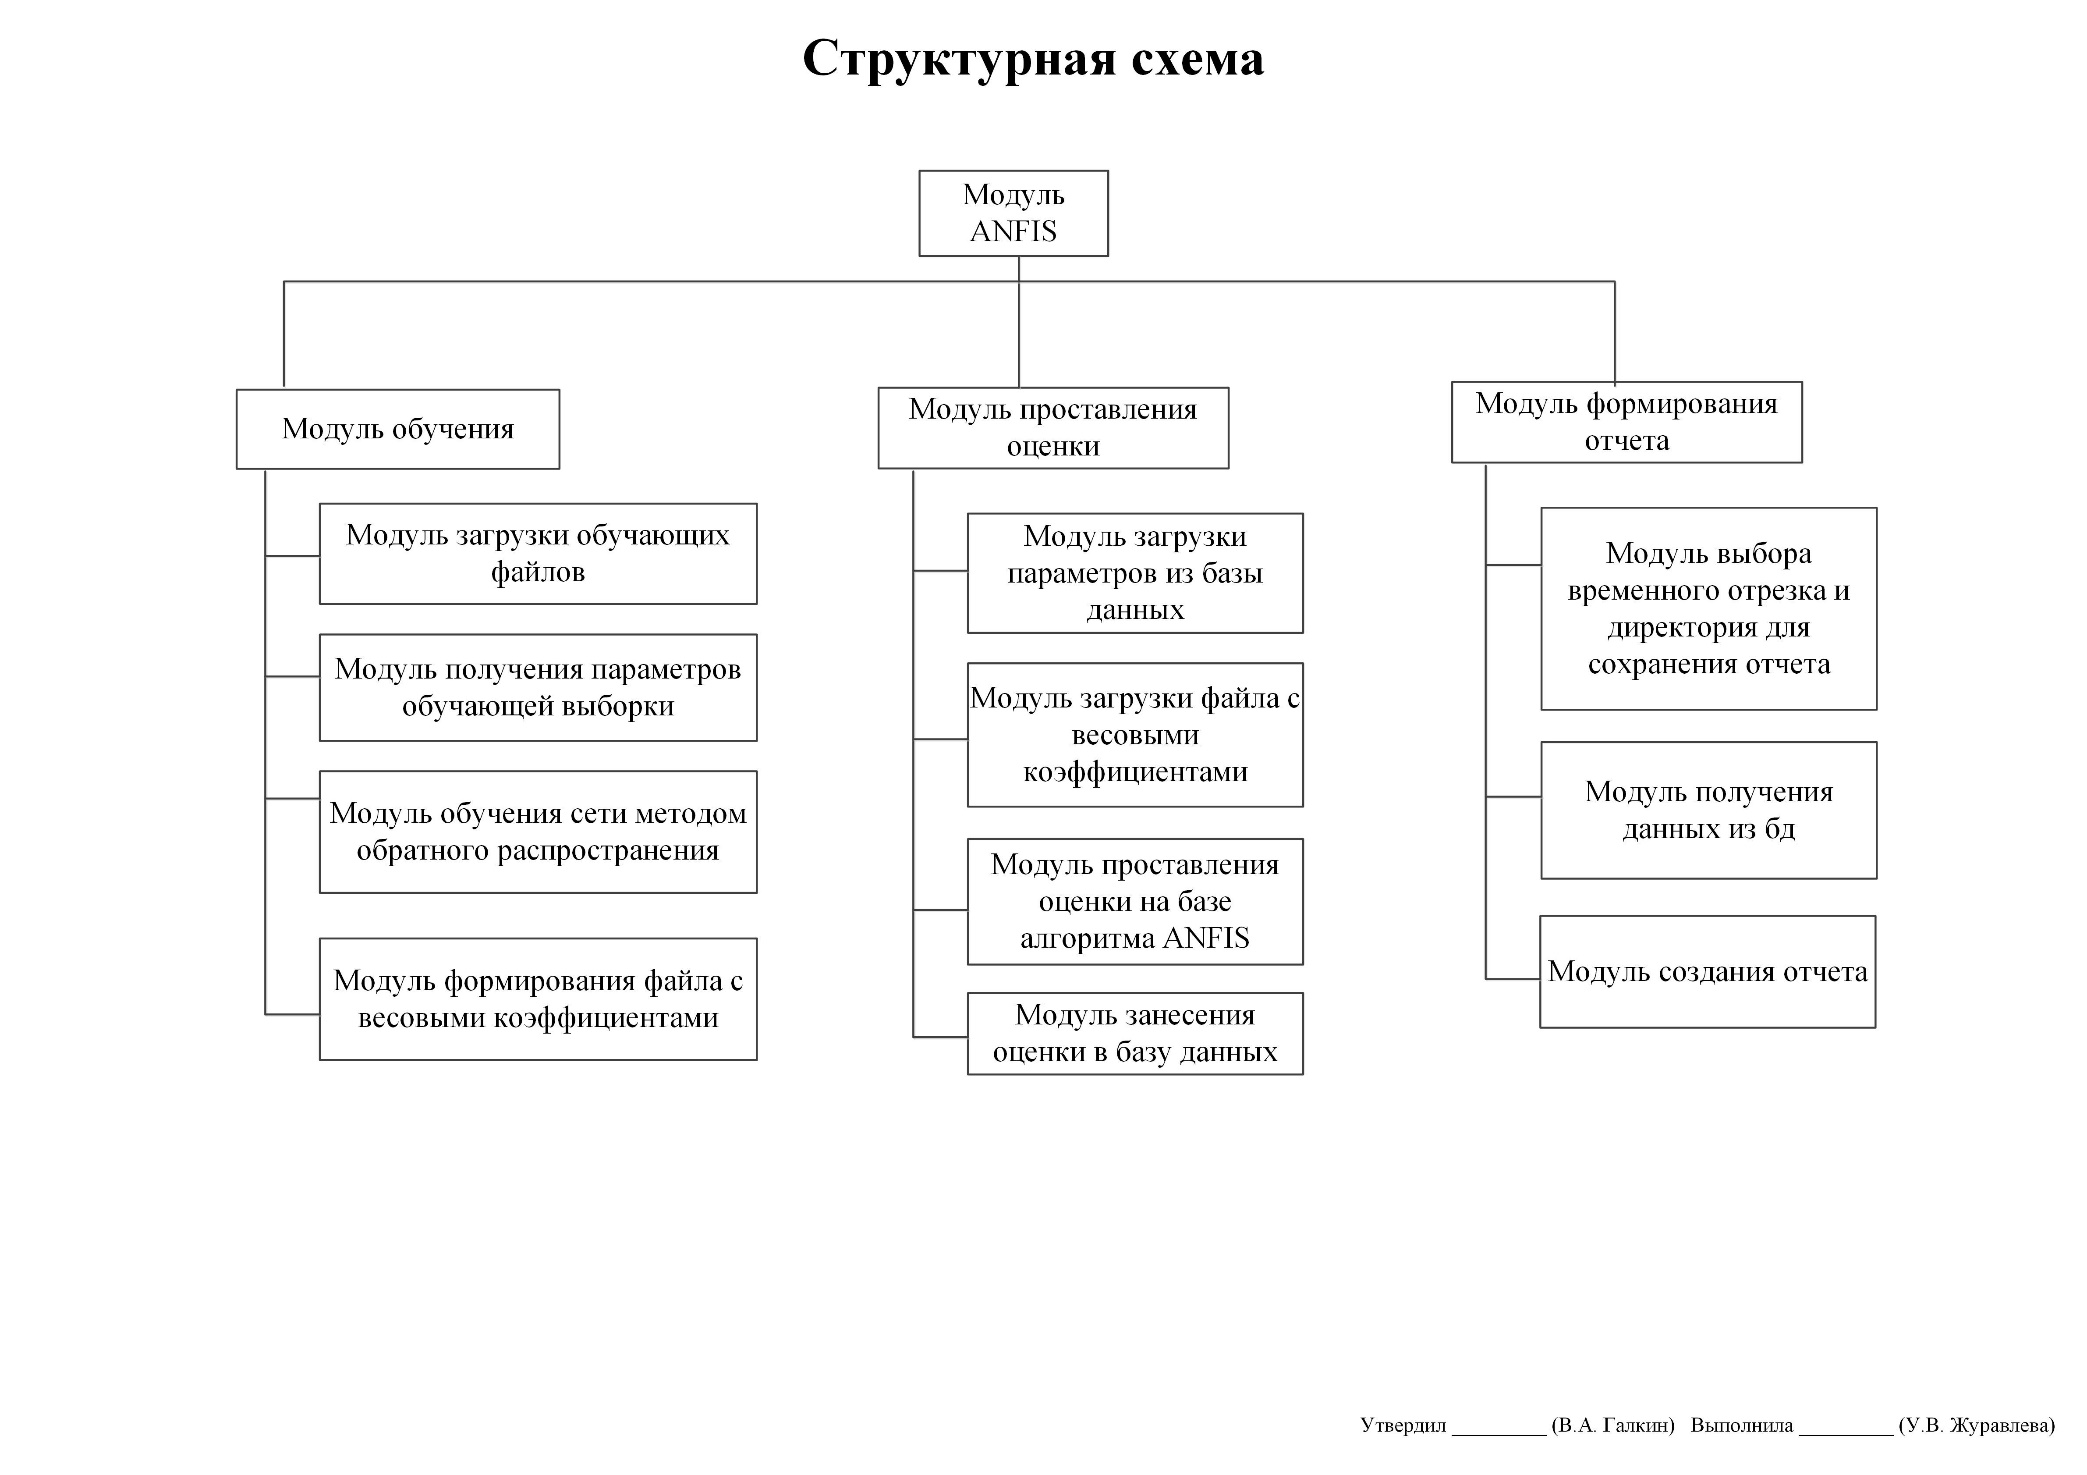 Структурная схема
Модуль
ANFIS
Модуль обучения
Модуль загрузки обучающих
файлов
Модуль получения параметров
обучающей выборки
Модуль обучения сети методом
обратного распространения
Модуль формирования файла с
весовыми коэффициентами
Модуль проставления
оценки
Модуль загрузки
параметров из базы
данных
Модуль загрузки файла с
весовыми
коэффициентами
Модуль проставления
оценки на базе
алгоритма ANFIS
Модуль занесения
оценки в базу данных
Модуль формирования
отчета
Модуль выбора
временного отрезка и
директория для
сохранения отчета
Модуль получения
данных из бд
Модуль создания отчета
Утвердил _________ (В.А. Галкин) Выполнила _________ (У.В. Журавлева)